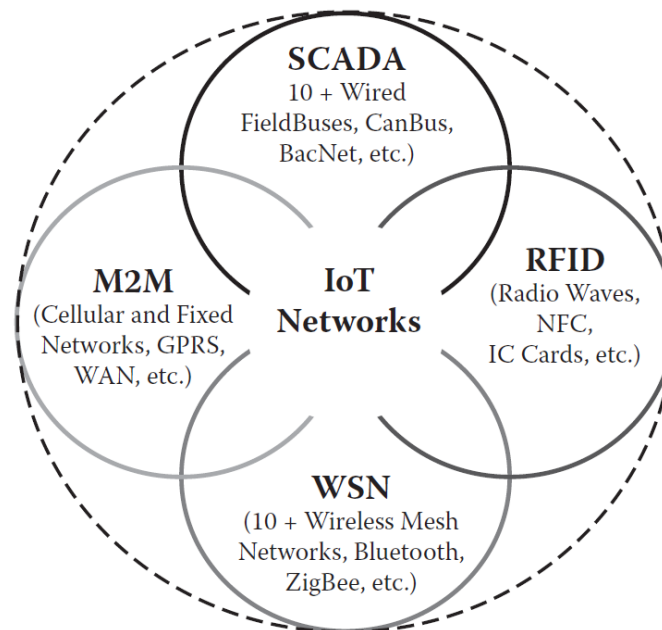 SCADA
10 + Wired
FieldBuses, CanBus,
BacNet, etc.)
M2M
(Cellular and Fixed
Networks, GPRS,
WAN, etc.)
IoT
Networks
RFID
(Radio Waves,
NFC,
IC Cards, etc.)
WSN
(10 + Wireless Mesh
Networks, Bluetooth,
ZigBee, etc.)